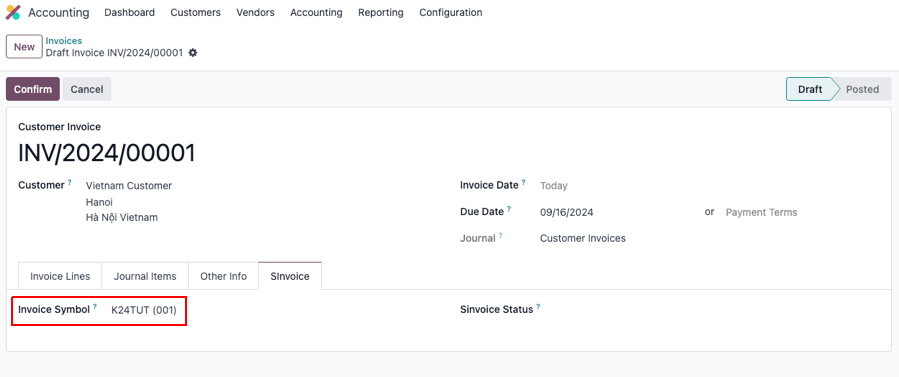 Accounting Dashboard Customers Vendors Accounting Reporting Configuration
New
Invoices
Draft Invoice INV/2024/00001
Confirm Cancel Draft Posted
Customer Invoice
INV/2024/00001
Customer ? Vietnam Customer
Hanoi
Hà Nội Vietnam
Invoice Date ? Today
Due Date ? 09/16/2024 or Payment Terms
Journal ? Customer Invoices
Invoice Lines Journal Items Other Info SInvoice
Invoice Symbol ? K24TUT (001)
Sinvoice Status ?